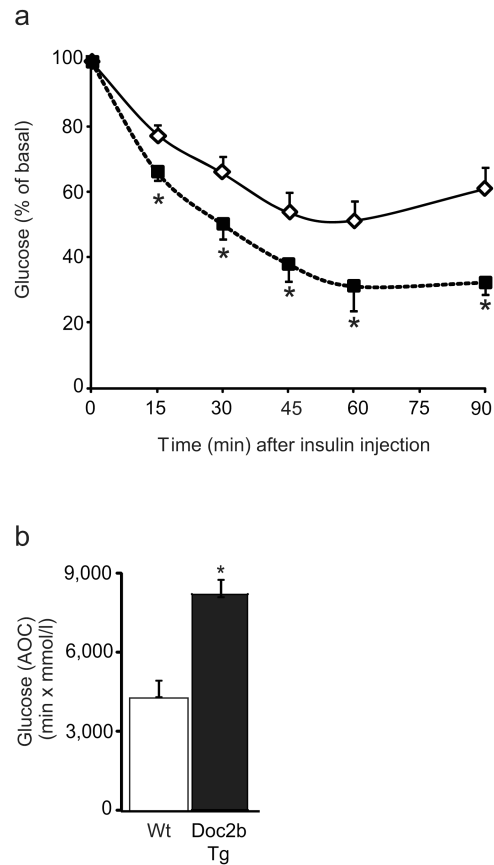 a
100
80
60
40
20
0
Glucose (% of basal)
*
*
*
*
*
0 15 30 45 60 75 90
Time (min) after insulin injection
b
9,000
6,000
3,000
0
Glucose (AOC)
(min x mmol/l)
*
Wt Doc2b
Tg